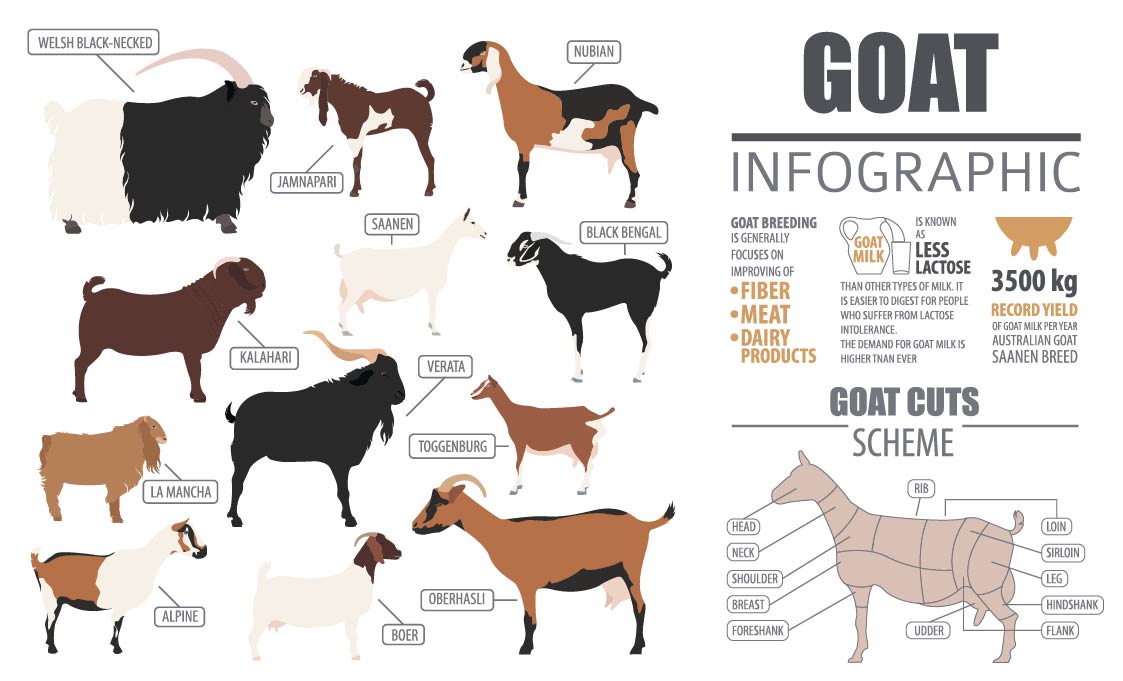 WELSH BLACK-NECKED
NUBIAN
JAMNAPARI
SAANEN
BLACK BENGAL
KALAHARI
VERATA
TOGGENBURG
LA MANCHA
ALPINE
BOER
OBERHASLI
GOAT
INFOGRAPHIC
GOAT BREEDING
IS GENERALLY
FOCUSES ON
IMPROVING OF
•FIBER
•MEAT
•DAIRY
PRODUCTS
GOAT
MILK
IS KNOWN
AS
LESS
LACTOSE
THAN OTHER TYPES OF MILK. IT
IS EASIER TO DIGEST FOR PEOPLE
WHO SUFFER FROM LACTOSE
INTOLERANCE.
THE DEMAND FOR GOAT MILK IS
HIGHER THAN EVER
3500 kg
RECORD YIELD
OF GOAT MILK PER YEAR
AUSTRALIAN GOAT
SAANEN BREED
GOAT CUTS
SCHEME
RIB
HEAD
NECK
SHOULDER
BREAST
FORESHANK
UDDER
LOIN
SIRLOIN
LEG
HINDSHANK
FLANK